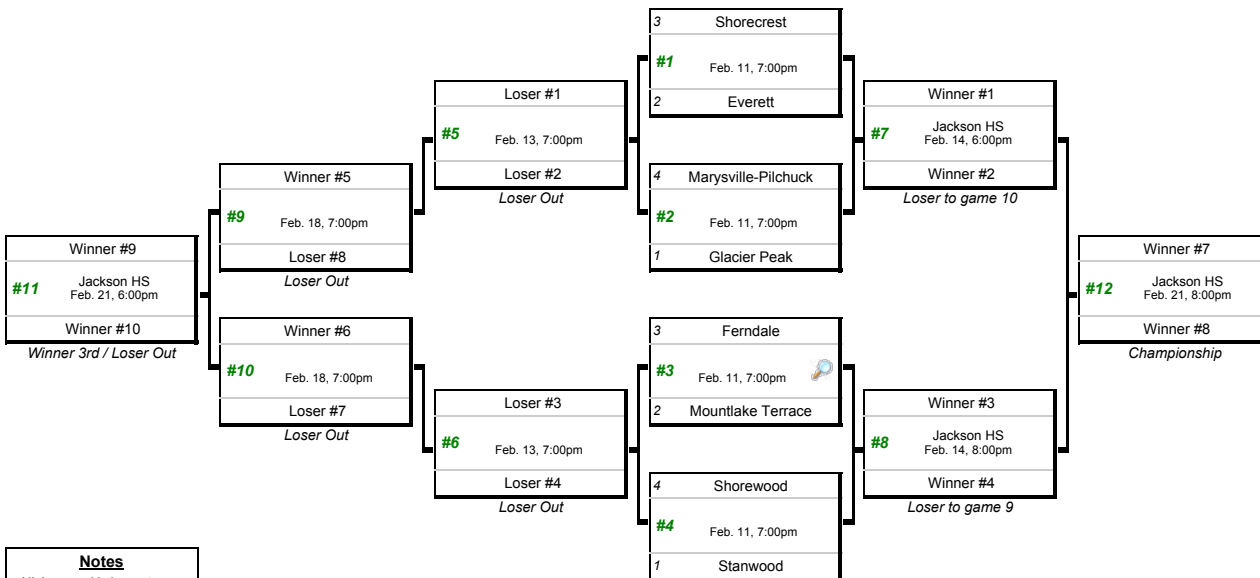 3 Shorecrest
#1 Feb. 11, 7:00pm
2 Everett
Loser #1
#5 Feb. 13, 7:00pm
Loser #2
Loser Out
Winner #1
#7 Jackson HS
Feb. 14, 6:00pm
Winner #2
Loser to game 10
4 Marysville-Pilchuck
#2 Feb. 11, 7:00pm
1 Glacier Peak
Winner #5
#9 Feb. 18, 7:00pm
Loser #8
Loser Out
Winner #9
#11 Jackson HS
Feb. 21, 6:00pm
Winner #10
Winner 3rd / Loser Out
Winner #7
#12 Jackson HS
Feb. 21, 8:00pm
Winner #8
Championship
Winner #6
#10 Feb. 18, 7:00pm
Loser #7
Loser Out
3 Ferndale
#3 Feb. 11, 7:00pm
2 Mountlake Terrace
Loser #3
#6 Feb. 13, 7:00pm
Loser #4
Loser Out
Winner #3
#8 Jackson HS
Feb. 14, 8:00pm
Winner #4
Loser to game 9
4 Shorewood
#4 Feb. 11, 7:00pm
1 Stanwood
Notes